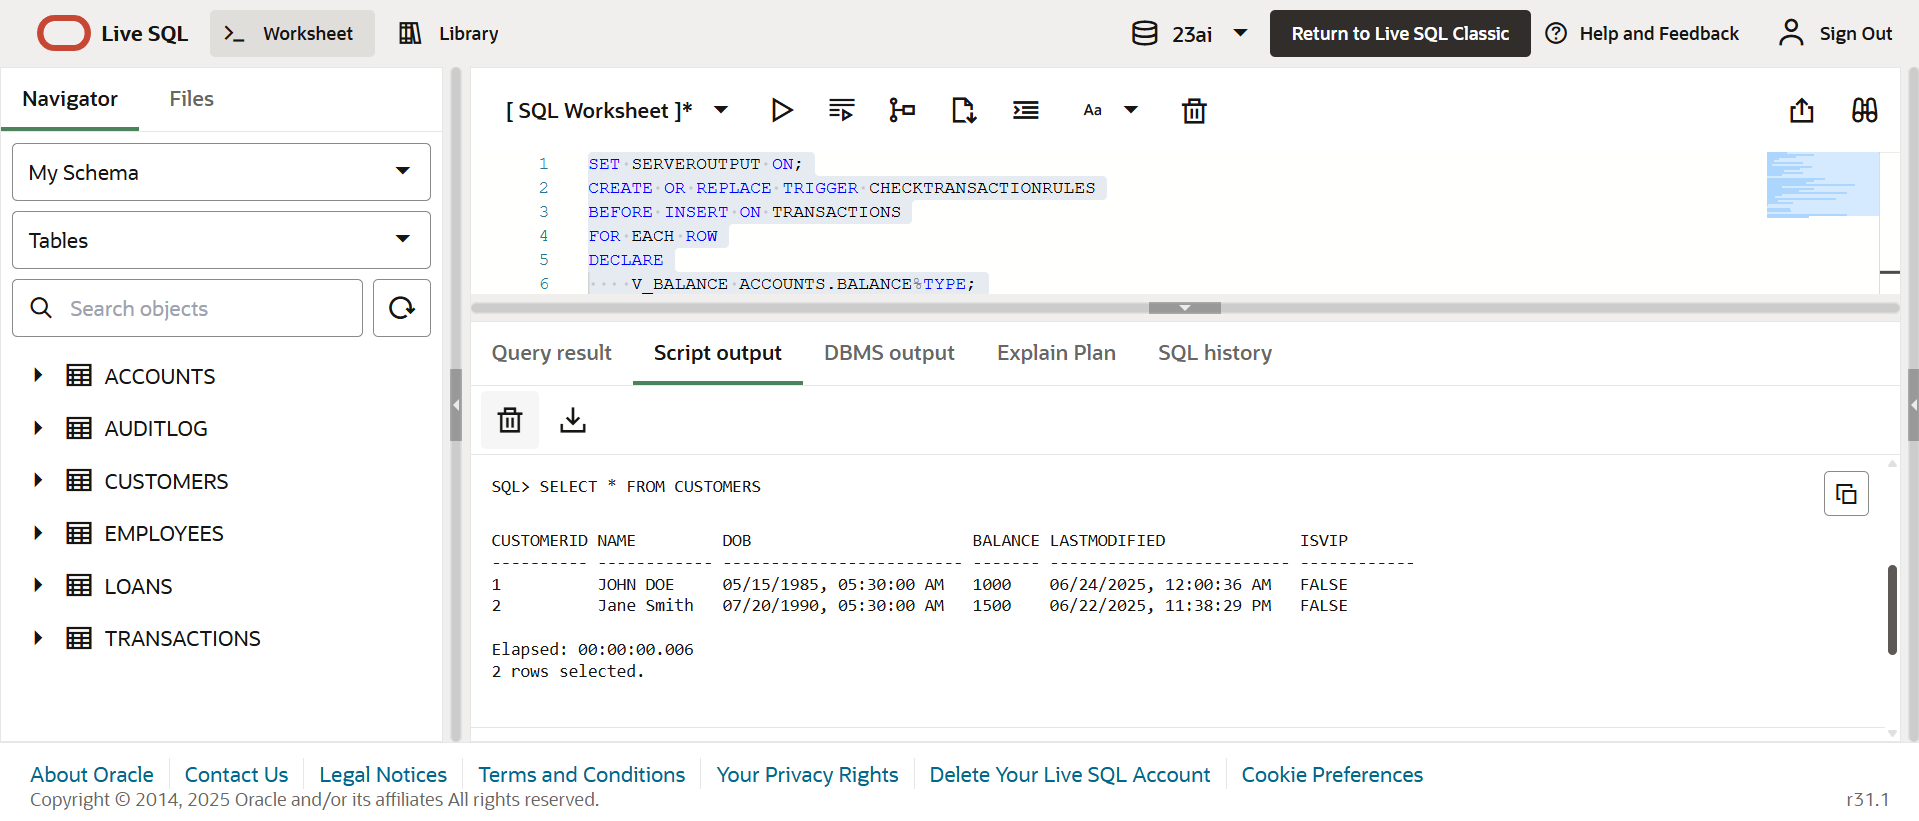 Live SQL
Worksheet
Library
23ai
Return to Live SQL Classic
Help and Feedback
Sign Out
Navigator
Files
My Schema
Tables
Search objects
ACCOUNTS
AUDITLOG
CUSTOMERS
EMPLOYEES
LOANS
TRANSACTIONS
[ SQL Worksheet ]*
Aa
1 SET SERVEROUTPUT ON;
2 CREATE OR REPLACE TRIGGER CHECKTRANSACTIONRULES
3 BEFORE INSERT ON TRANSACTIONS
4 FOR EACH ROW
5 DECLARE
6 V_BALANCE ACCOUNTS.BALANCE%TYPE;
Query result
Script output
DBMS output
Explain Plan
SQL history
SQL> SELECT * FROM CUSTOMERS
CUSTOMERID NAME DOB BALANCE LASTMODIFIED ISVIP
---------- ------------ ------------------------- ------- ------------------------- ------------
1 JOHN DOE 05/15/1985, 05:30:00 AM 1000 06/24/2025, 12:00:36 AM FALSE
2 Jane Smith 07/20/1990, 05:30:00 AM 1500 06/22/2025, 11:38:29 PM FALSE
Elapsed: 00:00:00.006
2 rows selected.
About Oracle
Contact Us
Legal Notices
Terms and Conditions
Your Privacy Rights
Delete Your Live SQL Account
Cookie Preferences
Copyright © 2014, 2025 Oracle and/or its affiliates All rights reserved.
r31.1